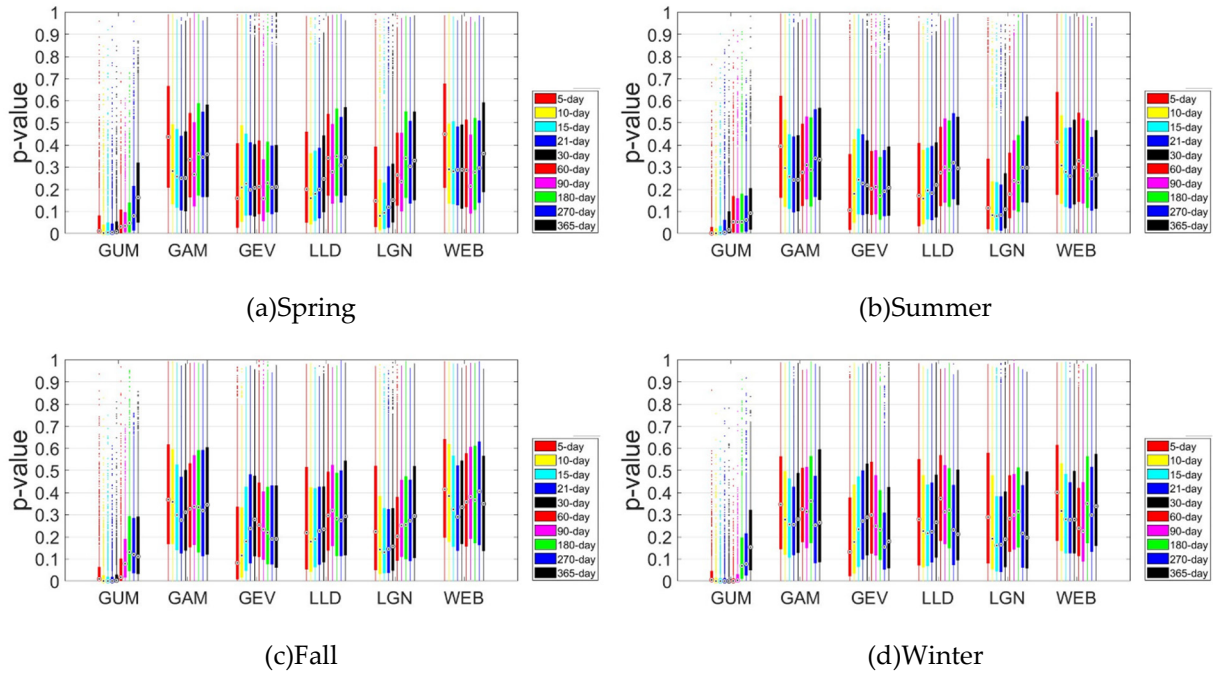 1
0.9
0.8
0.7
0.6
0.5
0.4
0.3
0.2
0.1
0
p-value
GUM GAM GEV LLD LGN WEB
5-day
10-day
15-day
21-day
30-day
60-day
90-day
180-day
270-day
365-day
(a)Spring
1
0.9
0.8
0.7
0.6
0.5
0.4
0.3
0.2
0.1
0
p-value
GUM GAM GEV LLD LGN WEB
5-day
10-day
15-day
21-day
30-day
60-day
90-day
180-day
270-day
365-day
(b)Summer
1
0.9
0.8
0.7
0.6
0.5
0.4
0.3
0.2
0.1
0
p-value
GUM GAM GEV LLD LGN WEB
5-day
10-day
15-day
21-day
30-day
60-day
90-day
180-day
270-day
365-day
(c)Fall
1
0.9
0.8
0.7
0.6
0.5
0.4
0.3
0.2
0.1
0
p-value
GUM GAM GEV LLD LGN WEB
5-day
10-day
15-day
21-day
30-day
60-day
90-day
180-day
270-day
365-day
(d)Winter